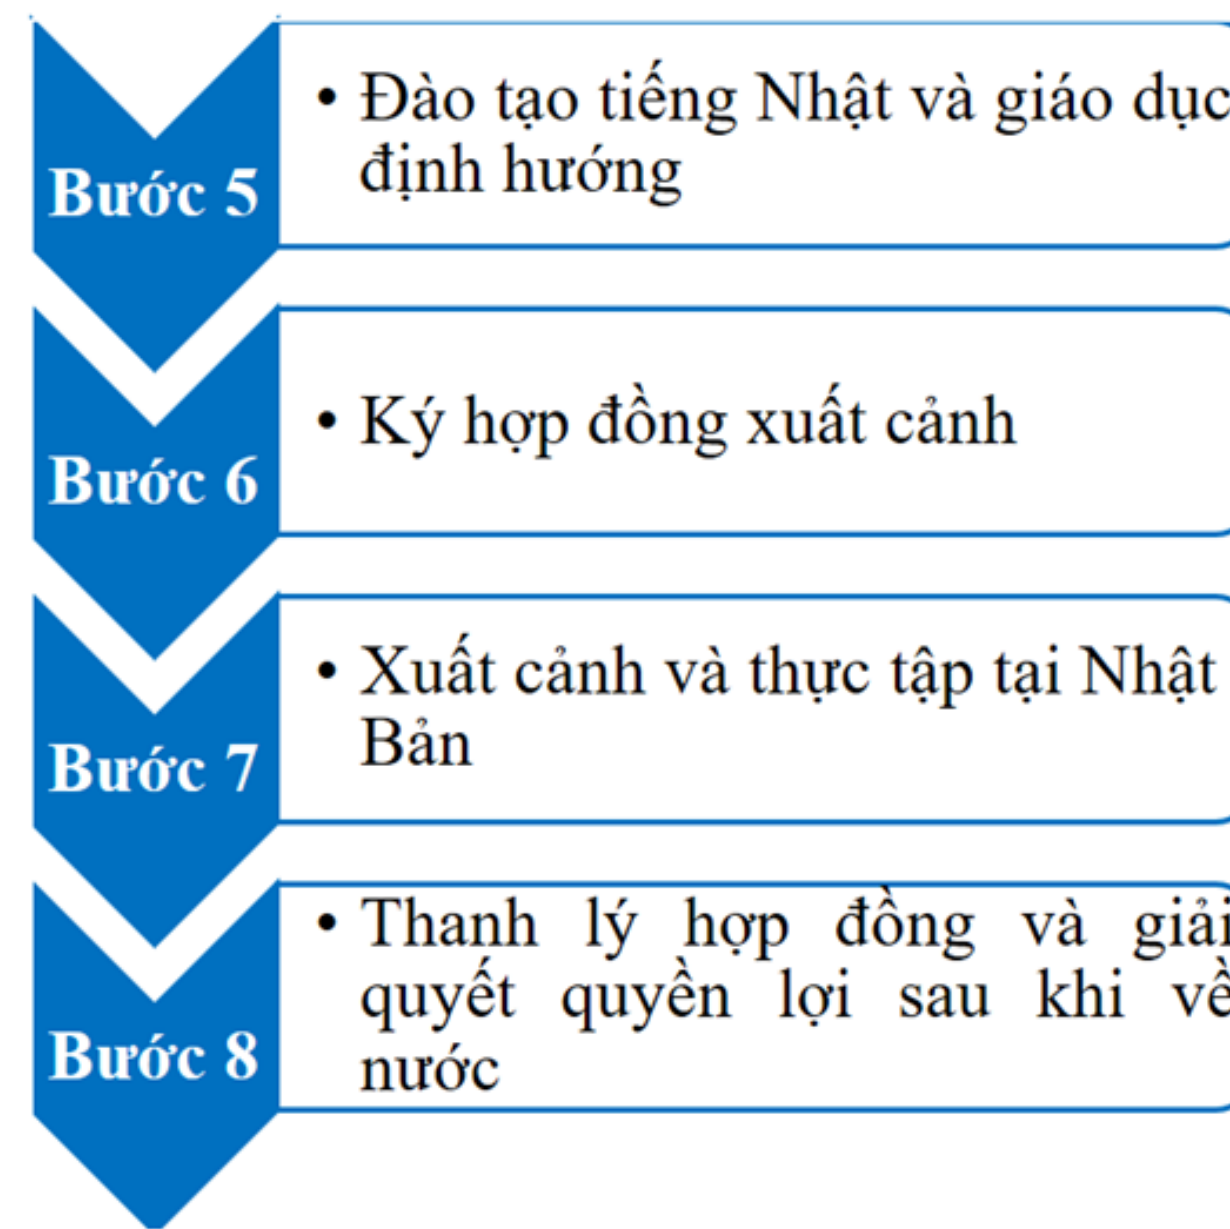 Bước 5
• Đào tạo tiếng Nhật và giáo dục
định hướng
Bước 6
• Ký hợp đồng xuất cảnh
Bước 7
• Xuất cảnh và thực tập tại Nhật
Bản
Bước 8
• Thanh lý hợp đồng và giải
quyết quyền lợi sau khi về
nước